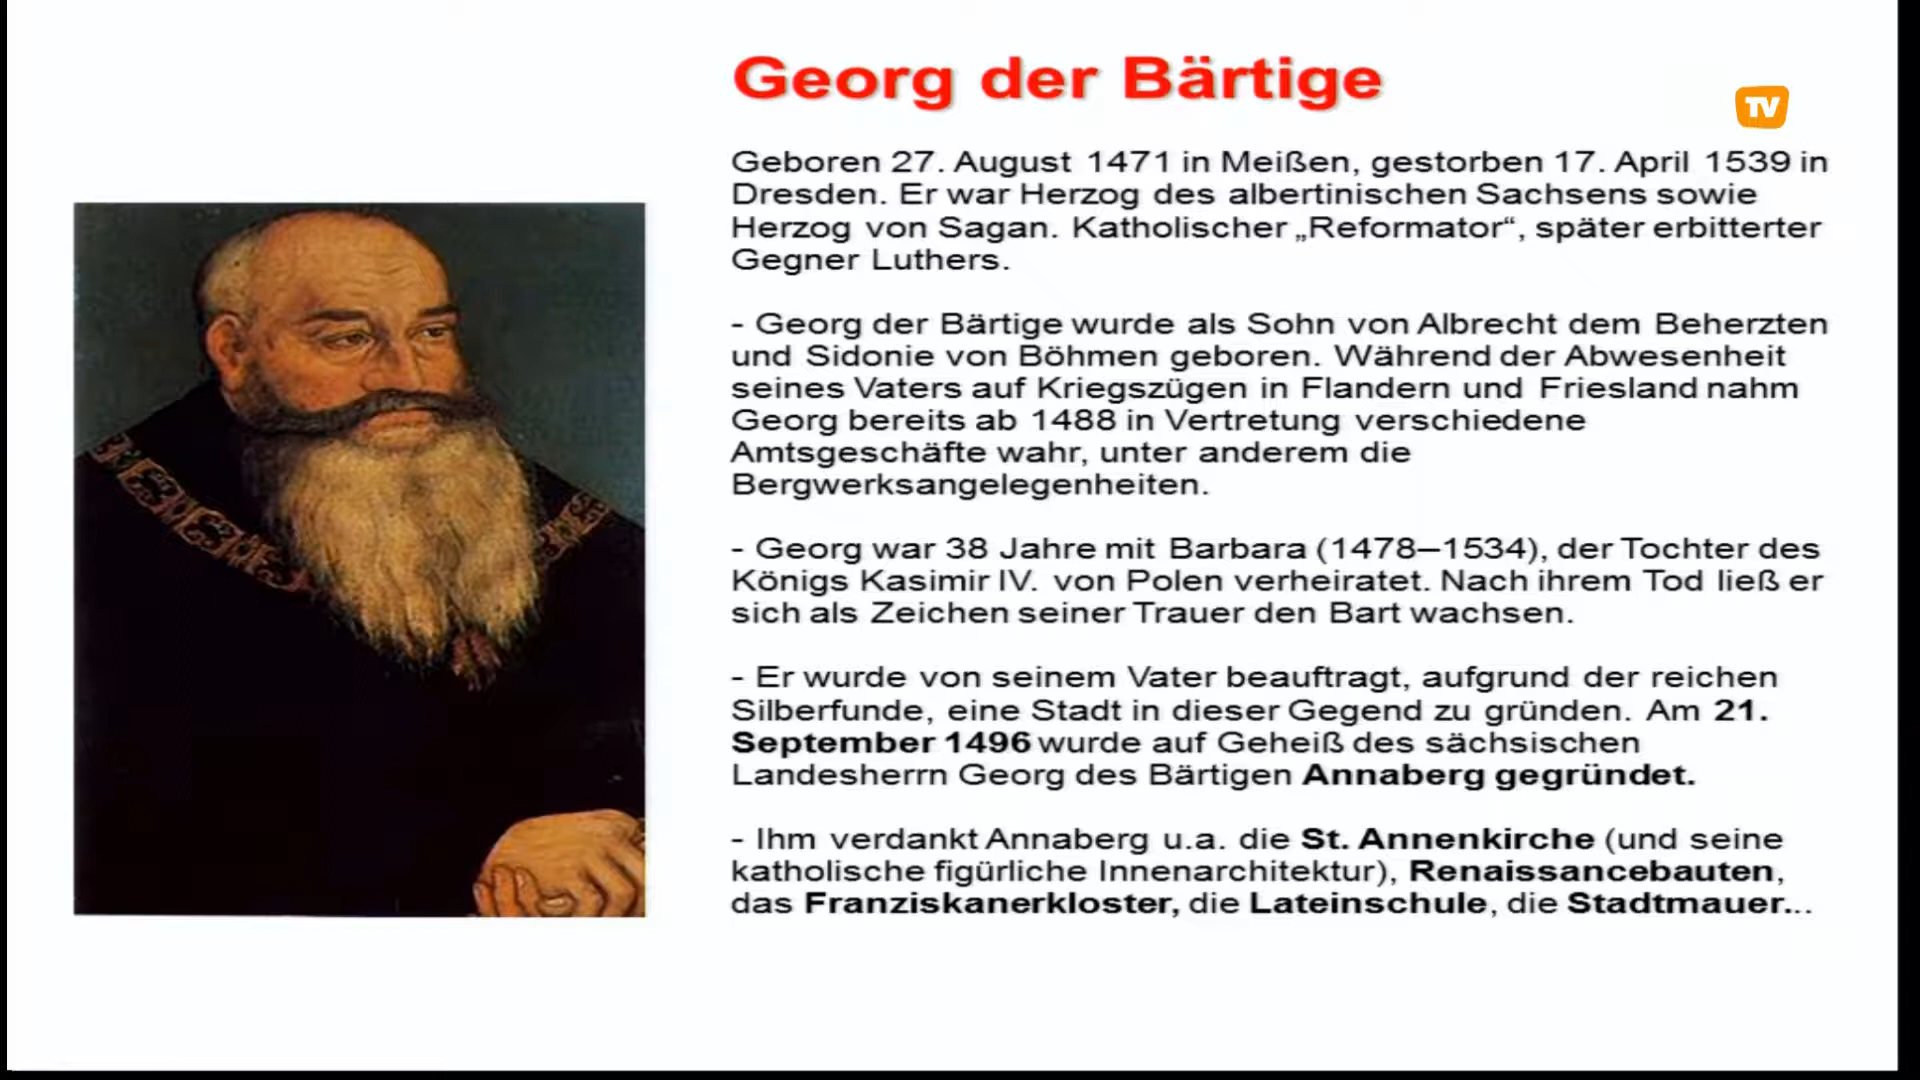 Georg der Bärtige
TV
Geboren 27. August 1471 in Meißen, gestorben 17. April 1539 in
Dresden. Er war Herzog des albertinischen Sachsens sowie
Herzog von Sagan. Katholischer „Reformator“, später erbitterter
Gegner Luthers.
- Georg der Bärtige wurde als Sohn von Albrecht dem Beherzten
und Sidonie von Böhmen geboren. Während der Abwesenheit
seines Vaters auf Kriegszügen in Flandern und Friesland nahm
Georg bereits ab 1488 in Vertretung verschiedene
Amtsgeschäfte wahr, unter anderem die
Bergwerksangelegenheiten.
- Georg war 38 Jahre mit Barbara (1478–1534), der Tochter des
Königs Kasimir IV. von Polen verheiratet. Nach ihrem Tod ließ er
sich als Zeichen seiner Trauer den Bart wachsen.
- Er wurde von seinem Vater beauftragt, aufgrund der reichen
Silberfunde, eine Stadt in dieser Gegend zu gründen. Am 21.
September 1496 wurde auf Geheiß des sächsischen
Landesherrn Georg des Bärtigen Annaberg gegründet.
- Ihm verdankt Annaberg u.a. die St. Annenkirche (und seine
katholische figürliche Innenarchitektur), Renaissancebauten,
das Franziskanerkloster, die Lateinschule, die Stadtmauer...